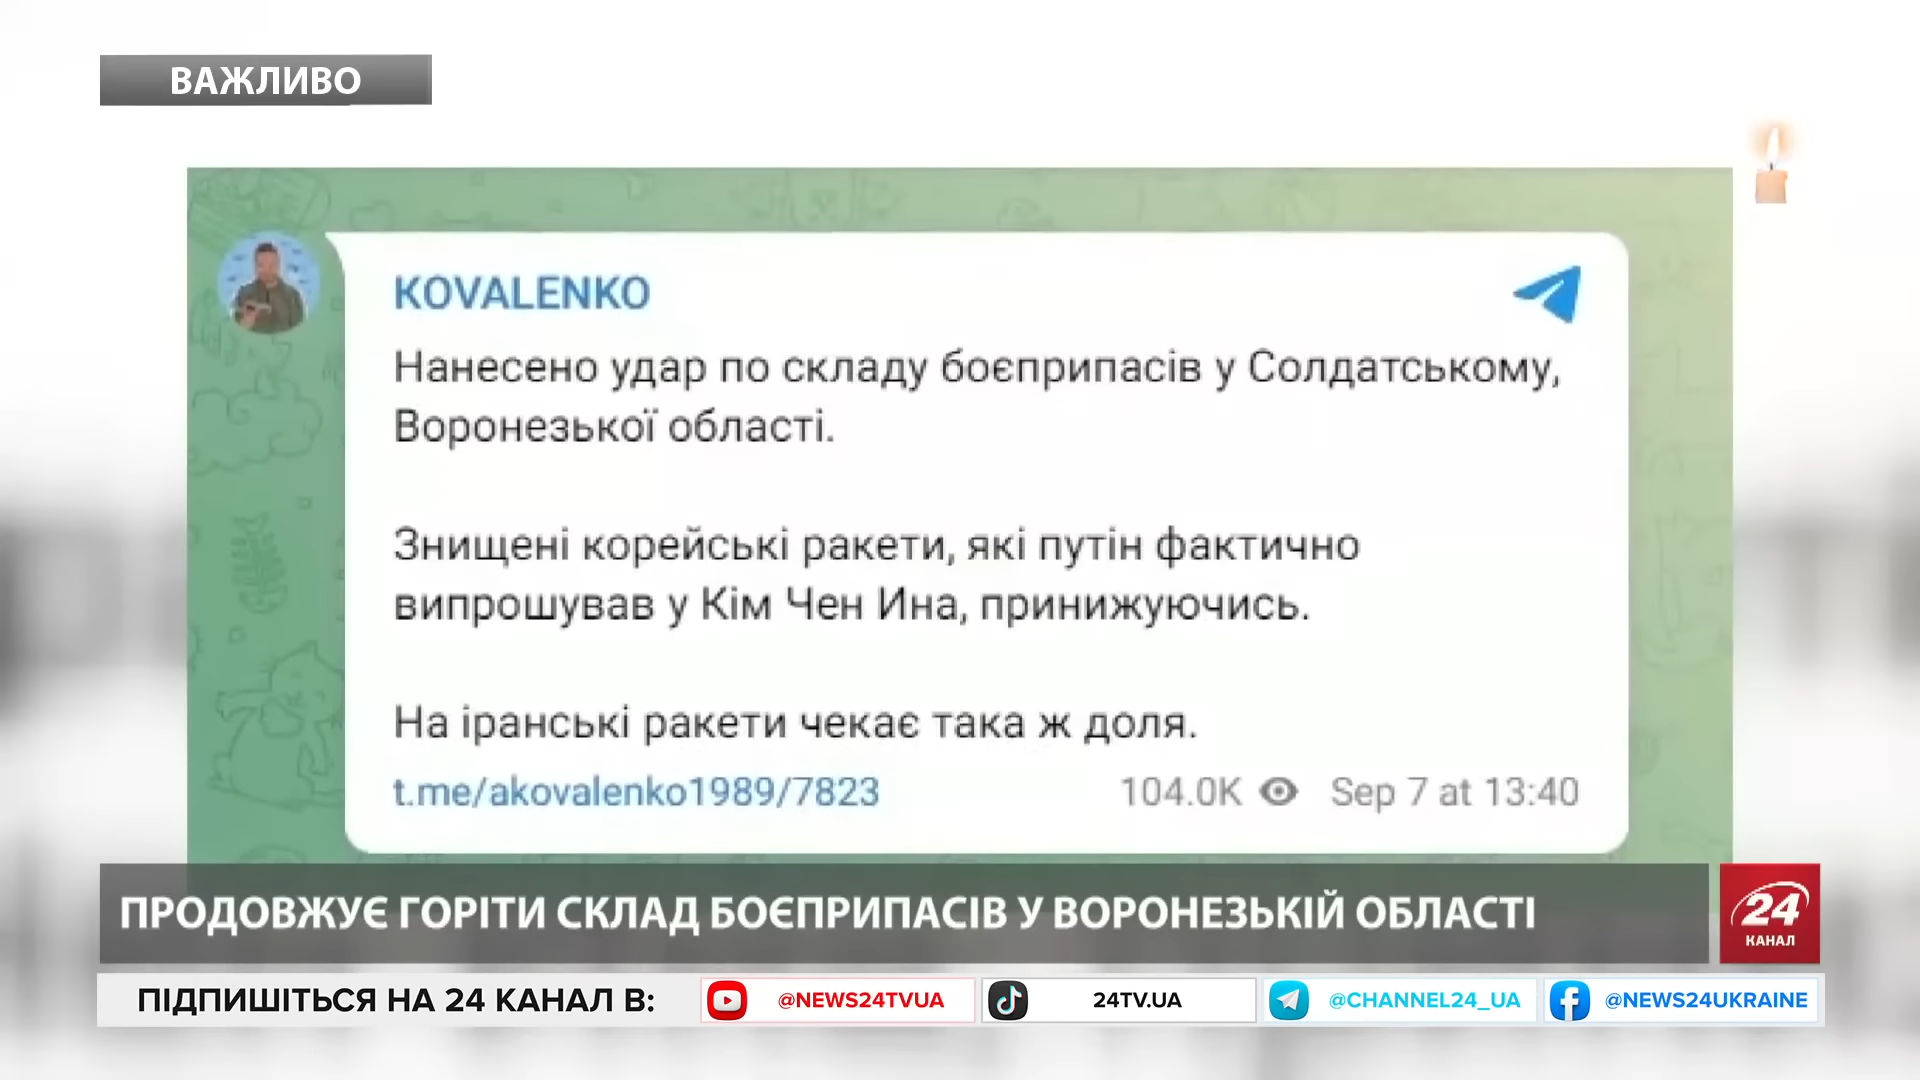 ВАЖЛИВО
KOVALENKO
Нанесено удар по складу боєприпасів у Солдатському,
Воронезької області.
Знищені корейські ракети, які путін фактично
випрошував у Кім Чен Ина, принижуючись.
На іранські ракети чекає така ж доля.
t.me/akovalenko1989/7823 104.0K Sep 7 at 13:40
ПРОДОВЖУЄ ГОРІТИ СКЛАД БОЄПРИПАСІВ У ВОРОНЕЗЬКІЙ ОБЛАСТІ
24
КАНАЛ
ПІДПИШІТЬСЯ НА 24 КАНАЛ В: @NEWS24TVUA 24TV.UA @CHANNEL24_UA @NEWS24UKRAINE